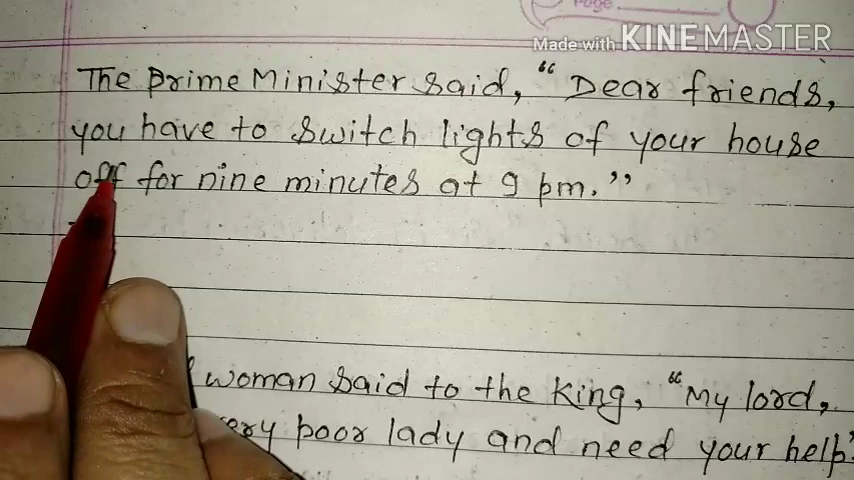 Page
Made with KINEMASTER
The Prime Minister said, “Dear friends,
you have to switch lights of your house
off for nine minutes at 9 pm.”
woman said to the king, “My lord,
poor lady and need your help”